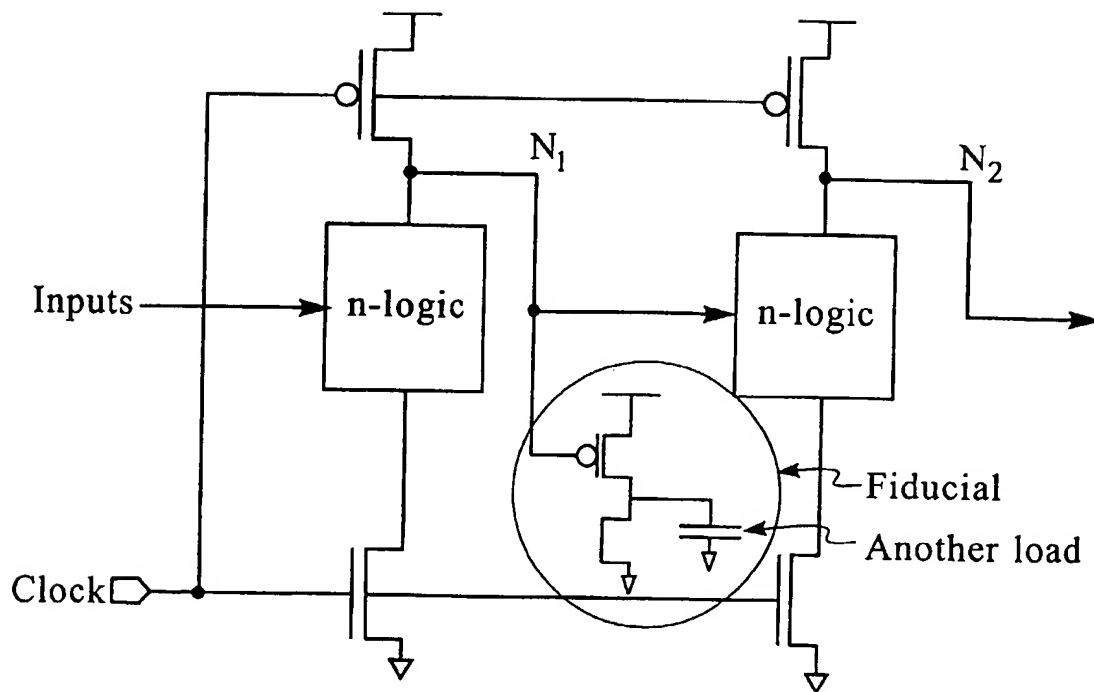 N₁
N₂
Inputs
n-logic
n-logic
Fiducial
Another load
Clock